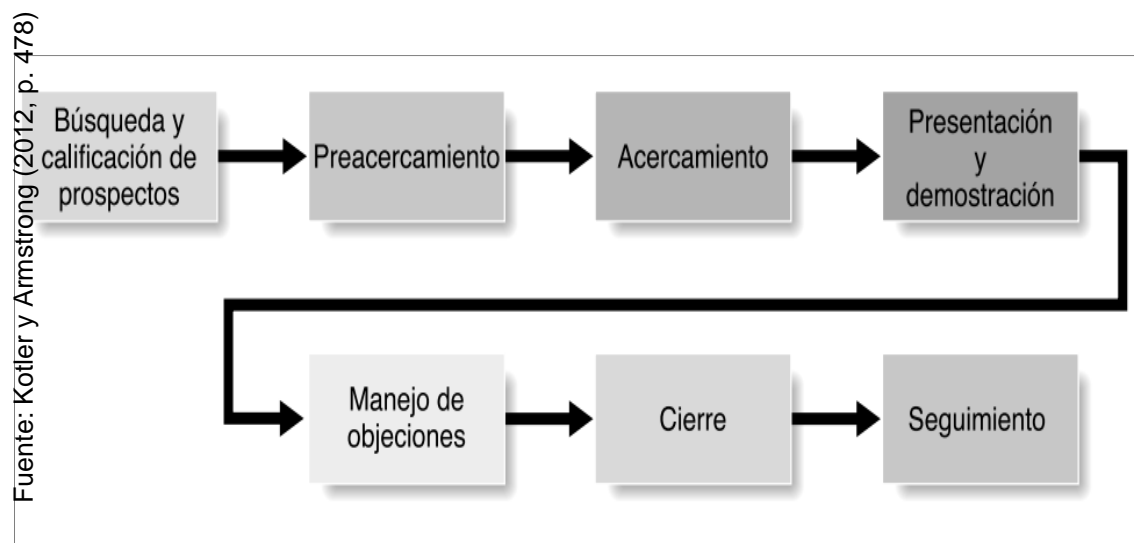 Fuente: Kotler y Armstrong (2012, p. 478)
Búsqueda y
calificación de
prospectos
Preacercamiento
Acercamiento
Presentación
y
demostración
Manejo de
objeciones
Cierre
Seguimiento